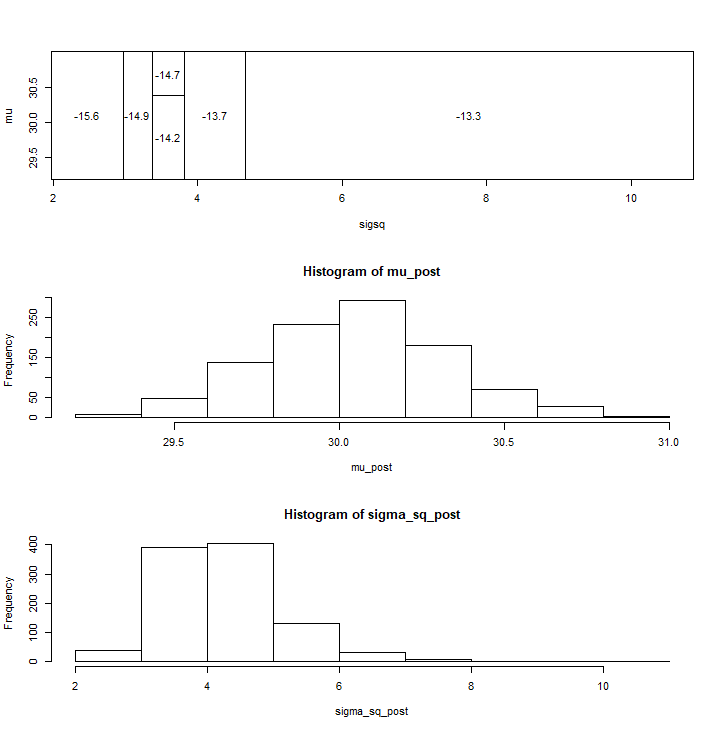 -14.7
-15.6
-14.9
-13.7
-13.3
-14.2
mu
29.5 30.0 30.5
2 4 6 8 10
sigsq
Histogram of mu_post
Frequency
0 50 150 250
29.5 30.0 30.5 31.0
mu_post
Histogram of sigma_sq_post
Frequency
0 100 200 300 400
2 4 6 8 10
sigma_sq_post